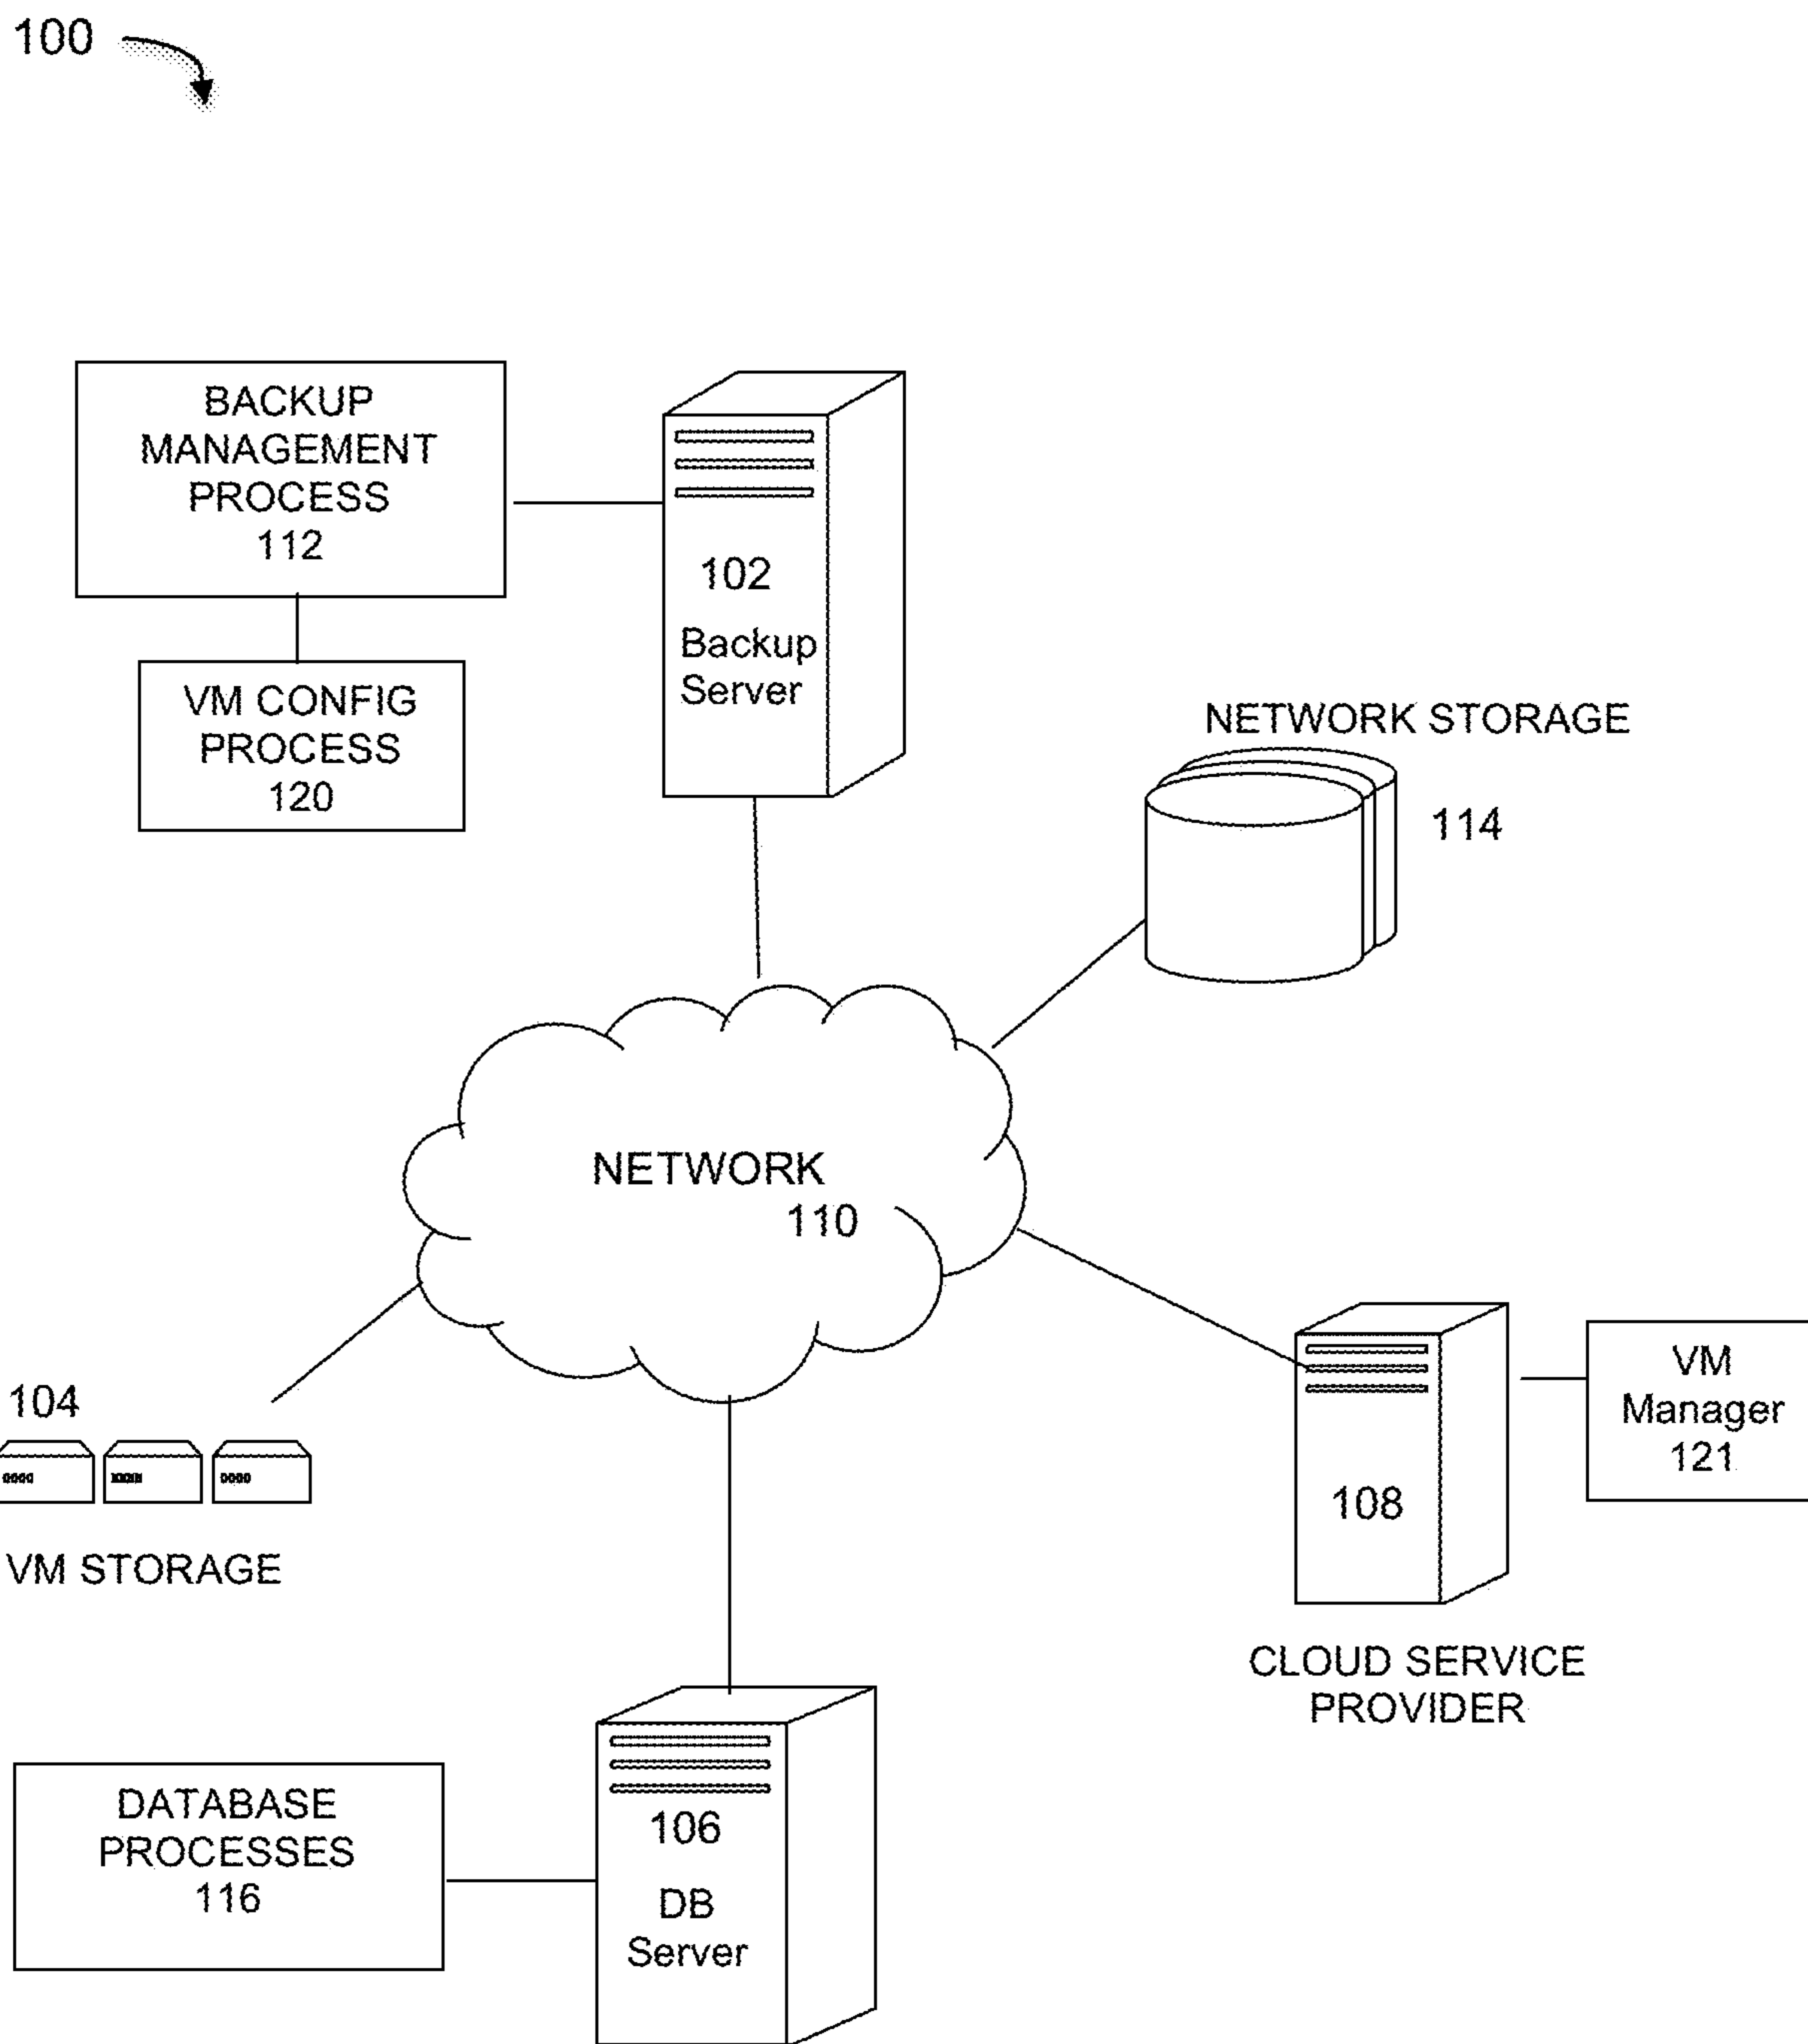 100
BACKUP
MANAGEMENT
PROCESS
112
102
Backup
Server
VM CONFIG
PROCESS
120
NETWORK STORAGE
114
NETWORK
110
104
VM STORAGE
108
CLOUD SERVICE
PROVIDER
VM
Manager
121
DATABASE
PROCESSES
116
106
DB
Server